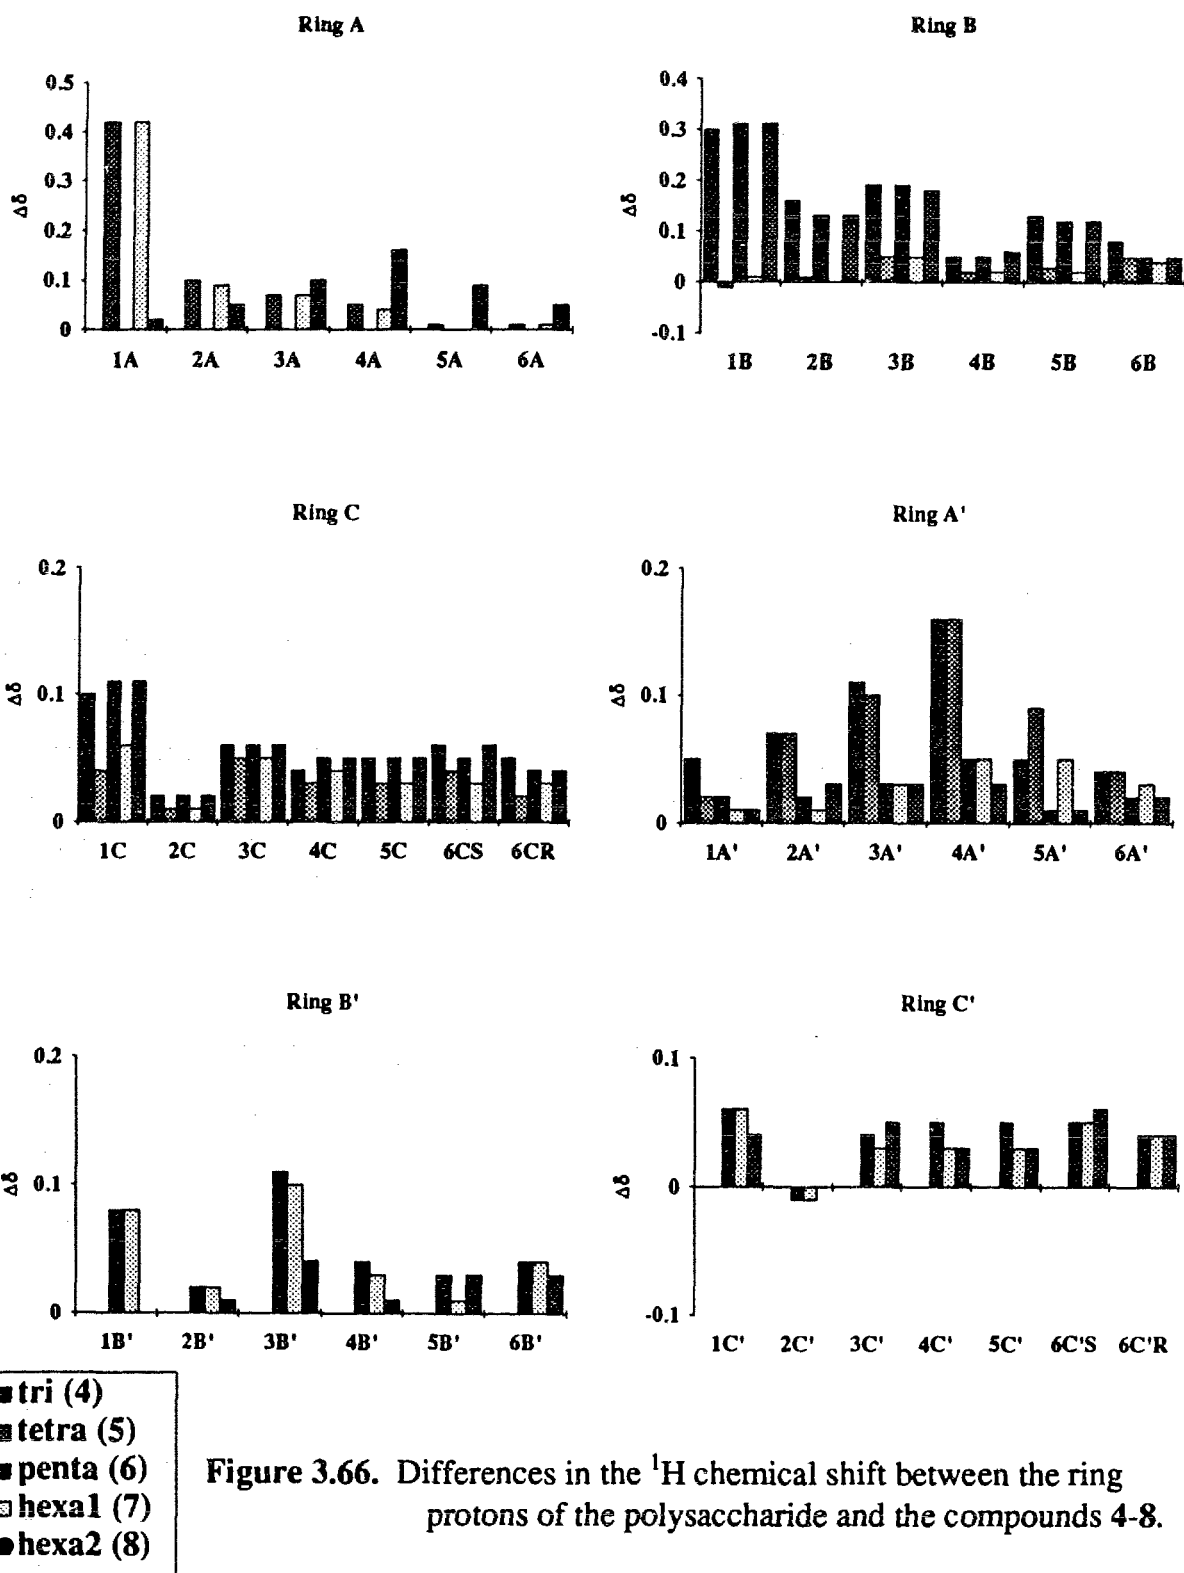 Ring A
0.5
0.4
0.3
0.2
0.1
0
Δδ
1A 2A 3A 4A 5A 6A
Ring B
0.4
0.3
0.2
0.1
0
-0.1
Δδ
1B 2B 3B 4B 5B 6B
Ring C
0.2
0.1
0
Δδ
1C 2C 3C 4C 5C 6CS 6CR
Ring A'
0.2
0.1
0
Δδ
1A' 2A' 3A' 4A' 5A' 6A'
Ring B'
0.2
0.1
0
Δδ
1B' 2B' 3B' 4B' 5B' 6B'
Ring C'
0.1
0
-0.1
Δδ
1C' 2C' 3C' 4C' 5C' 6C'S 6C'R
tri (4)
tetra (5)
penta (6)
hexa1 (7)
hexa2 (8)
Figure 3.66. Differences in the ¹H chemical shift between the ring
protons of the polysaccharide and the compounds 4-8.